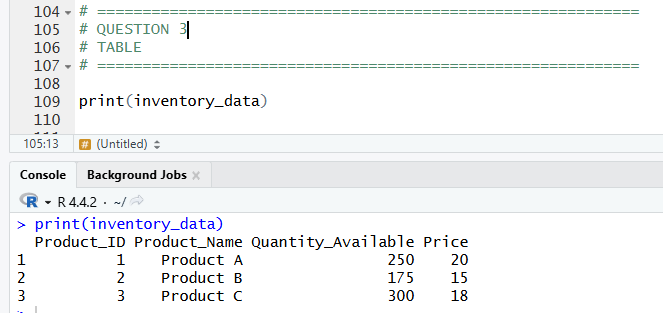 104 # =============================================================
105 # QUESTION 3
106 # TABLE
107 # =============================================================
108
109 print(inventory_data)
110
105:13 # (Untitled)
Console Background Jobs ×
R R 4.4.2 · ~/
> print(inventory_data)
  Product_ID Product_Name Quantity_Available Price
1          1    Product A                250    20
2          2    Product B                175    15
3          3    Product C                300    18
>